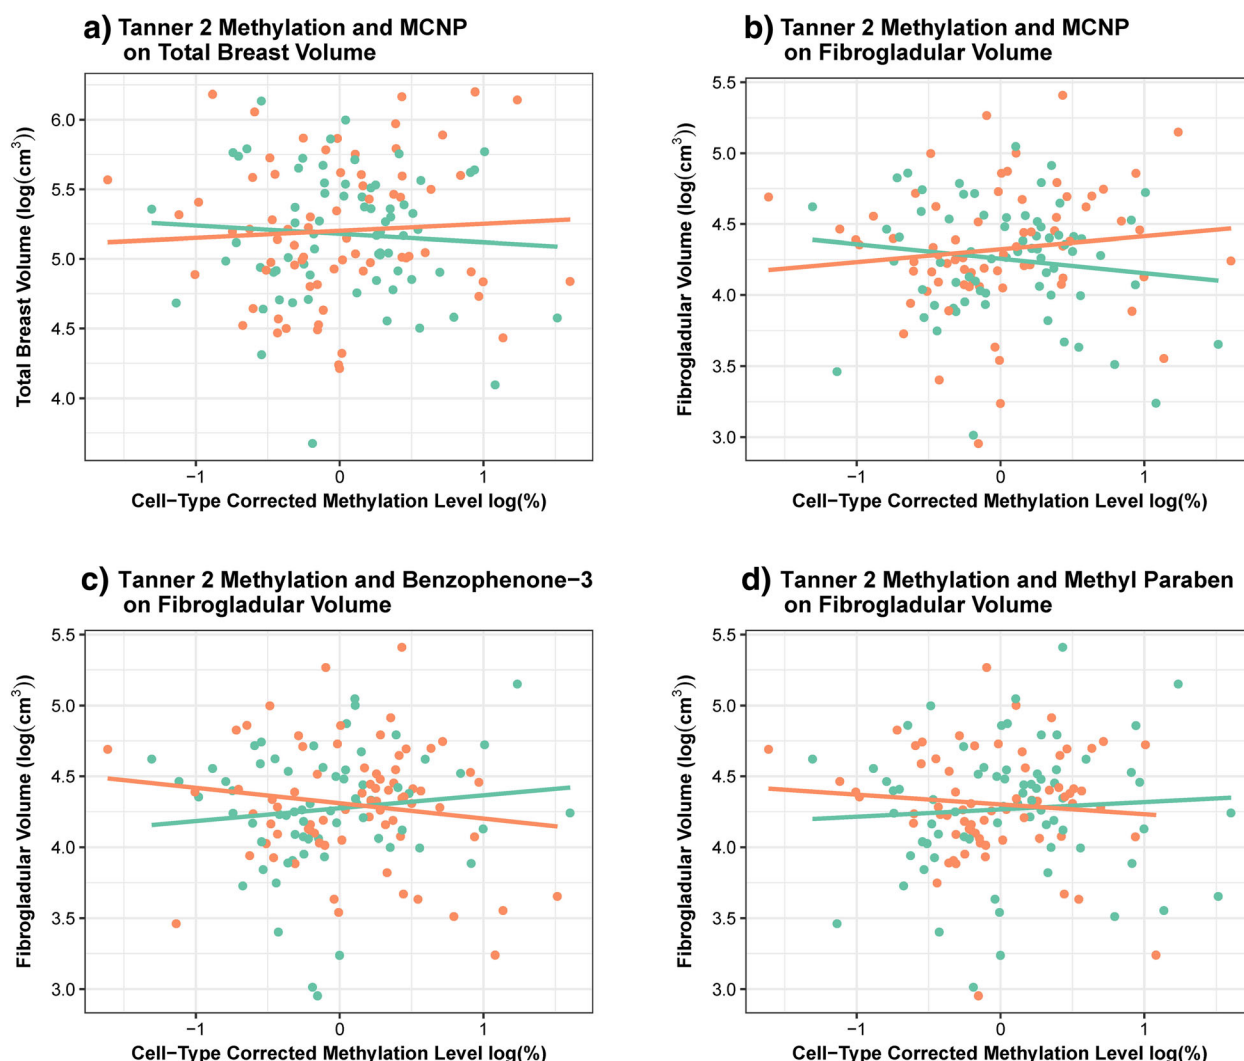 a) Tanner 2 Methylation and MCNP
on Total Breast Volume
Total Breast Volume (log(cm³))
6.0
5.5
5.0
4.5
4.0
−1
0
1
Cell−Type Corrected Methylation Level log(%)
b) Tanner 2 Methylation and MCNP
on Fibrogladular Volume
Fibrogladular Volume (log(cm³))
5.5
5.0
4.5
4.0
3.5
3.0
−1
0
1
Cell−Type Corrected Methylation Level log(%)
c) Tanner 2 Methylation and Benzophenone−3
on Fibrogladular Volume
Fibrogladular Volume (log(cm³))
5.5
5.0
4.5
4.0
3.5
3.0
−1
0
1
Cell−Type Corrected Methylation Level log(%)
d) Tanner 2 Methylation and Methyl Paraben
on Fibrogladular Volume
Fibrogladular Volume (log(cm³))
5.5
5.0
4.5
4.0
3.5
3.0
−1
0
1
Cell−Type Corrected Methylation Level log(%)